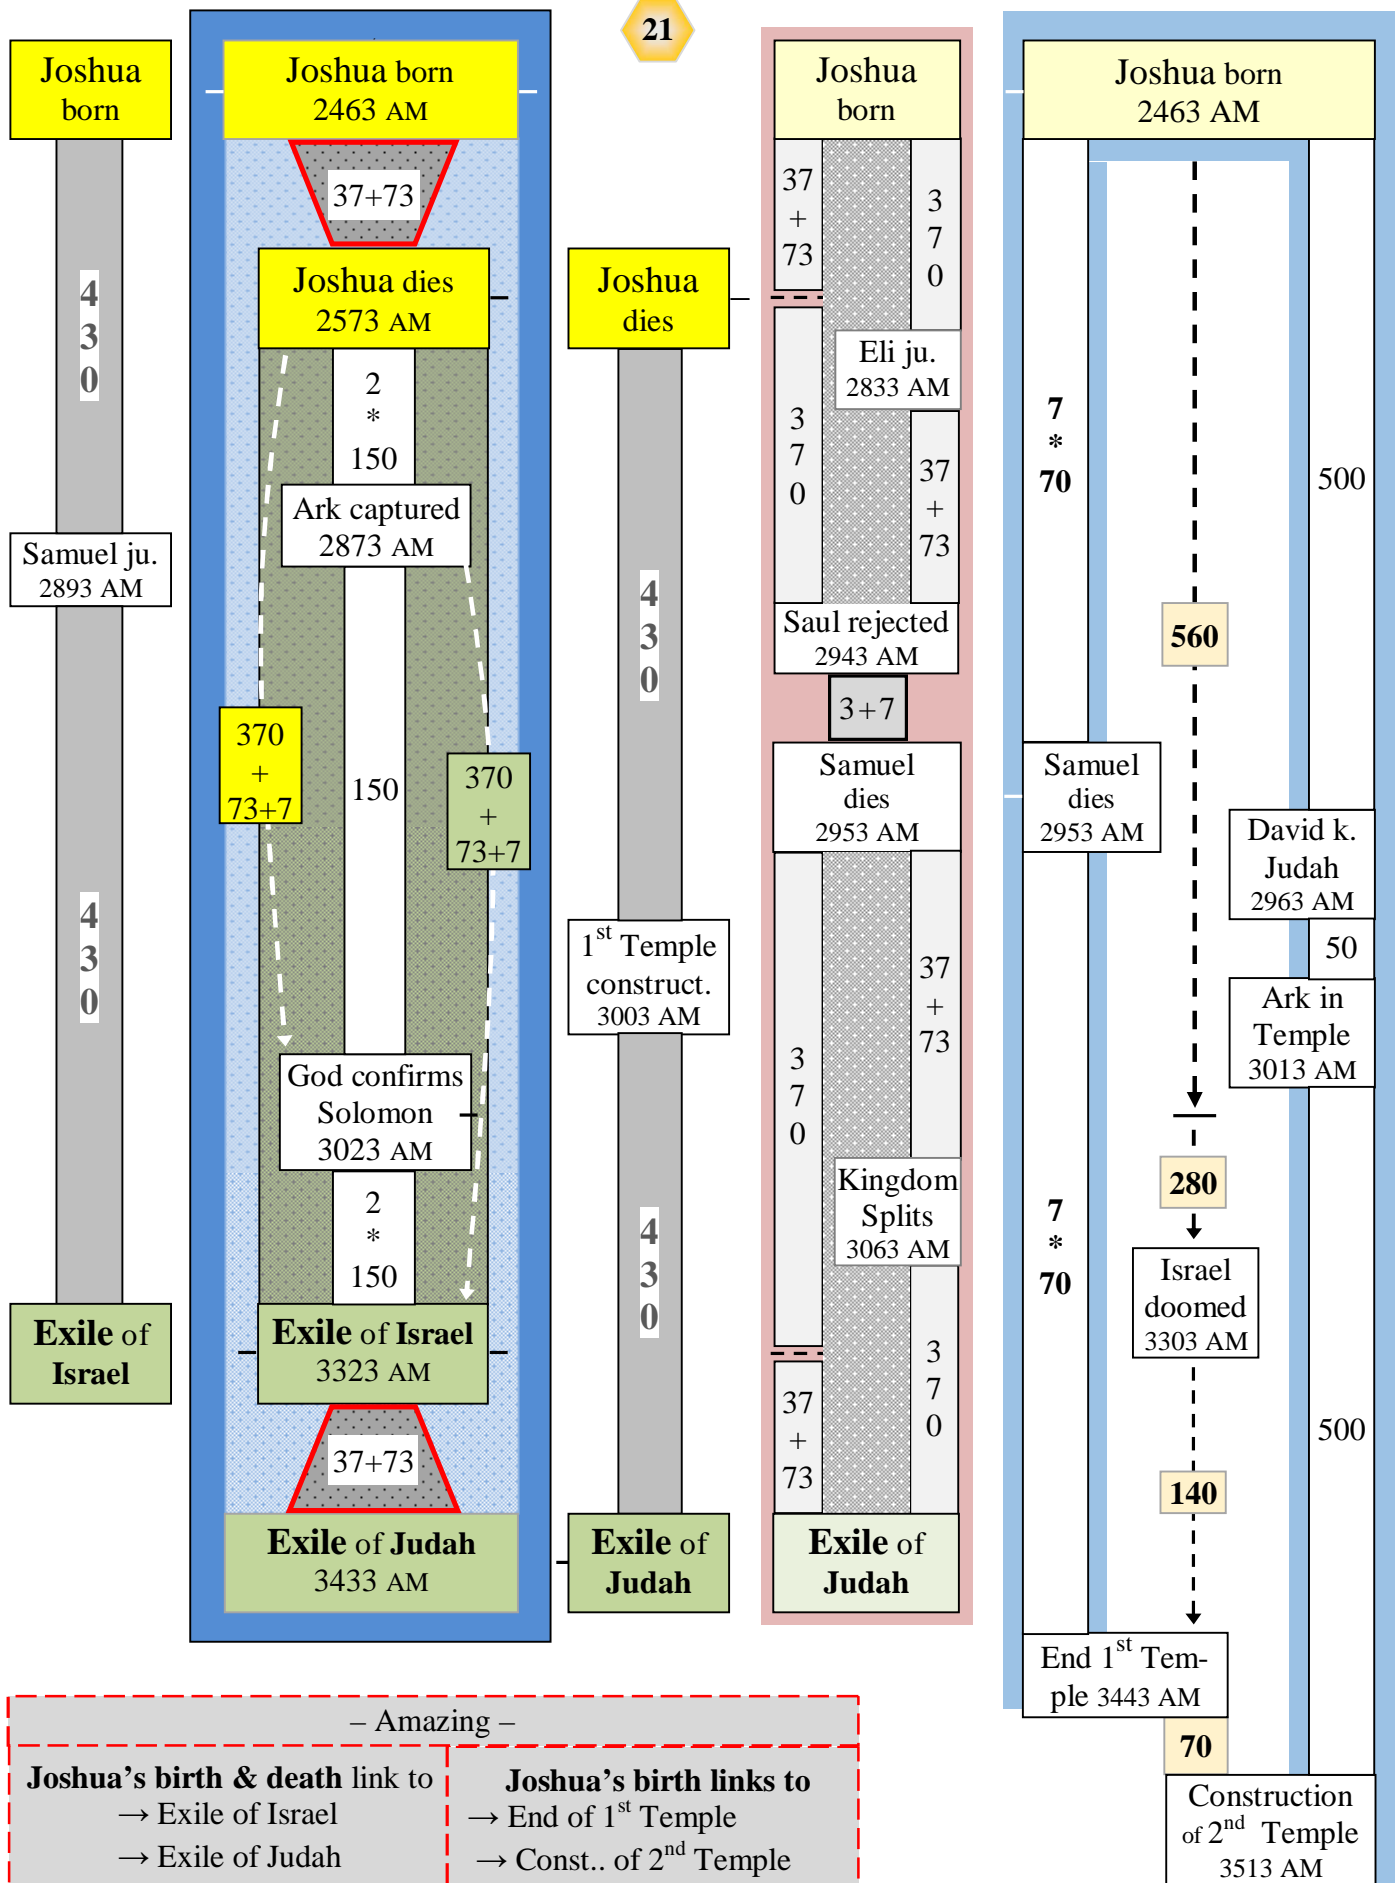 21
Joshua
born
4
3
0
Samuel ju.
2893 AM
4
3
0
Exile of
Israel
Joshua born
2463 AM
37+73
Joshua dies
2573 AM
2
*
150
Ark captured
2873 AM
370
+
73+7
150
370
+
73+7
God confirms
Solomon
3023 AM
2
*
150
Exile of Israel
3323 AM
37+73
Exile of Judah
3433 AM
Joshua
dies
4
3
0
1st Temple
construct.
3003 AM
4
3
0
Exile of
Judah
Joshua
born
37
+
73
3
7
0
Eli ju.
2833 AM
3
7
0
37
+
73
Saul rejected
2943 AM
3+7
Samuel
dies
2953 AM
37
+
73
3
7
0
Kingdom
Splits
3063 AM
3
7
0
37
+
73
Exile of
Judah
Joshua born
2463 AM
7
*
70
500
560
Samuel
dies
2953 AM
David k.
Judah
2963 AM
50
Ark in
Temple
3013 AM
280
7
*
70
Israel
doomed
3303 AM
500
140
End 1st Tem-
ple 3443 AM
70
Construction
of 2nd Temple
3513 AM
– Amazing –
Joshua's birth & death link to
→ Exile of Israel
→ Exile of Judah
Joshua's birth links to
→ End of 1st Temple
→ Const.. of 2nd Temple